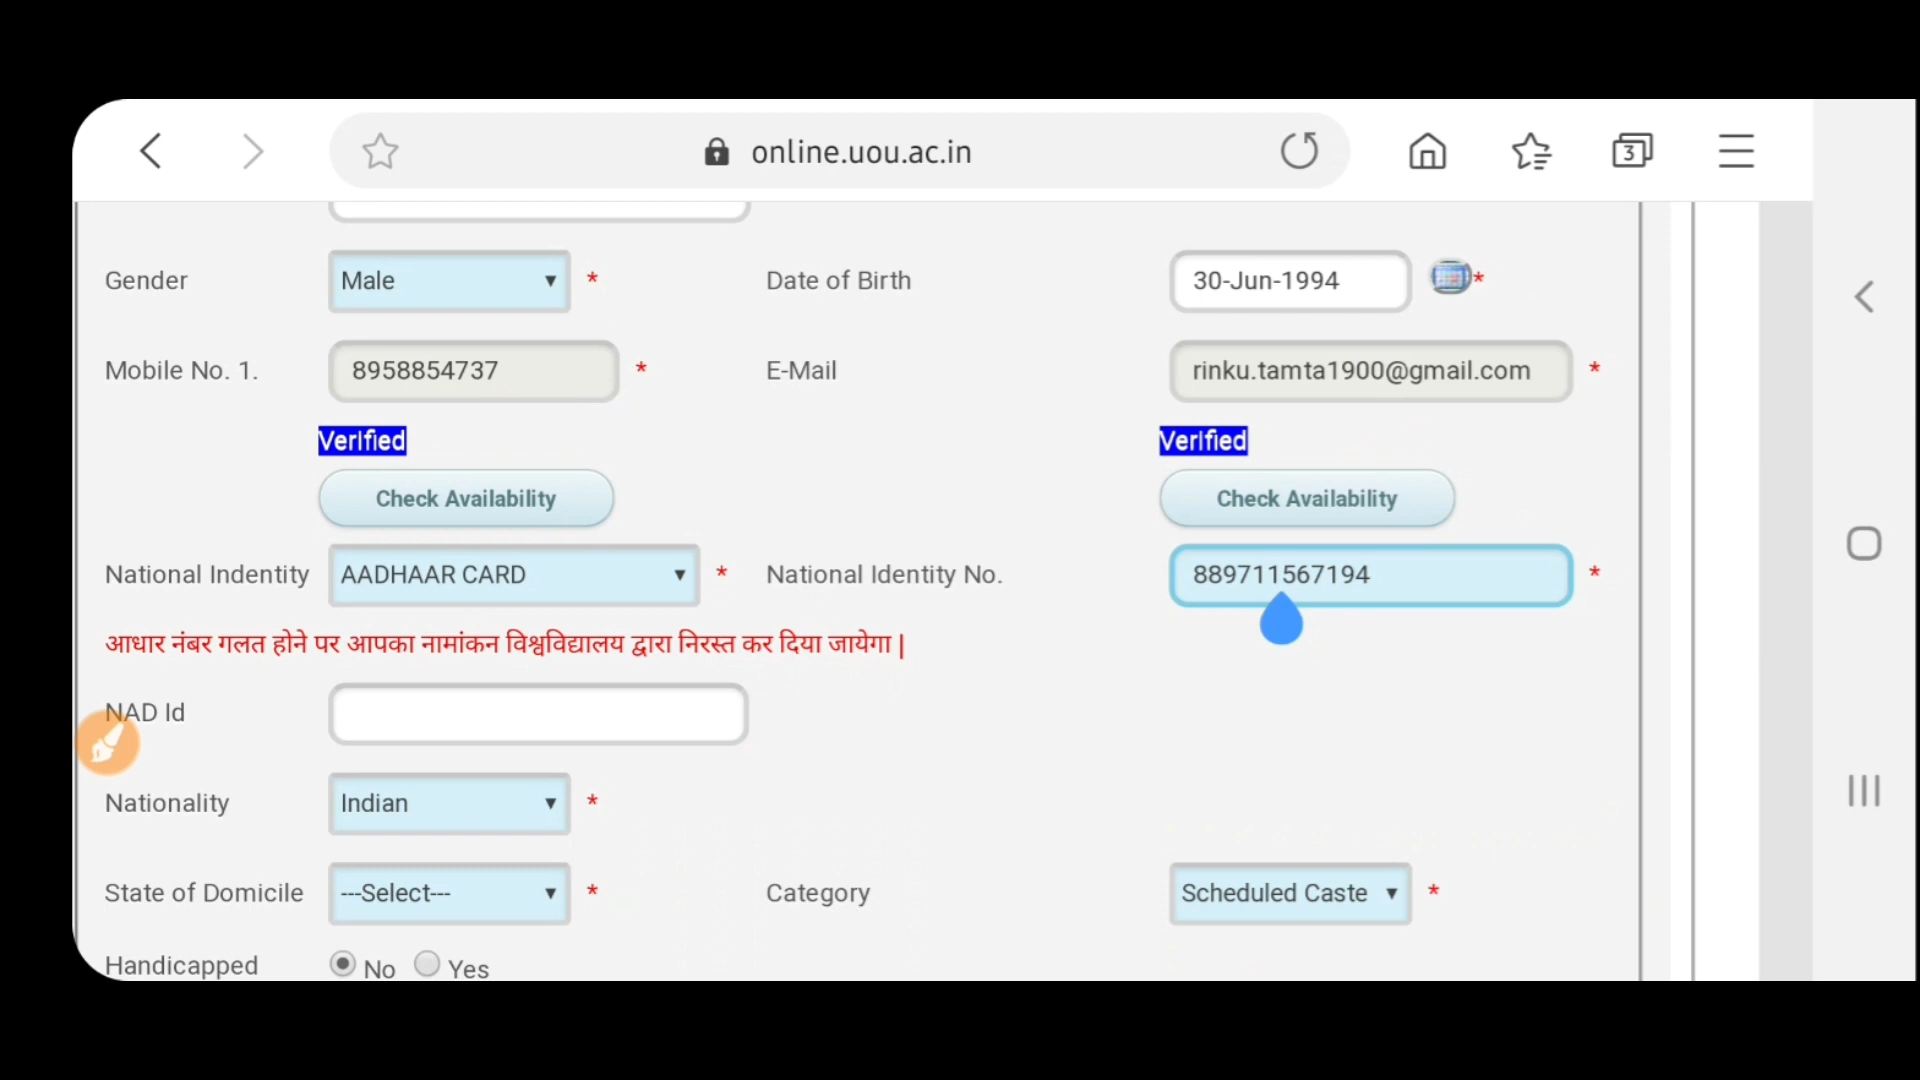 online.uou.ac.in
3
Gender Male * Date of Birth 30-Jun-1994 *
Mobile No. 1. 8958854737 * E-Mail rinku.tamta1900@gmail.com *
Verified Verified
Check Availability Check Availability
National Indentity AADHAAR CARD * National Identity No. 889711567194 *
आधार नंबर गलत होने पर आपका नामांकन विश्वविद्यालय द्वारा निरस्त कर दिया जायेगा |
NAD Id
Nationality Indian *
State of Domicile ---Select--- * Category Scheduled Caste *
Handicapped No Yes